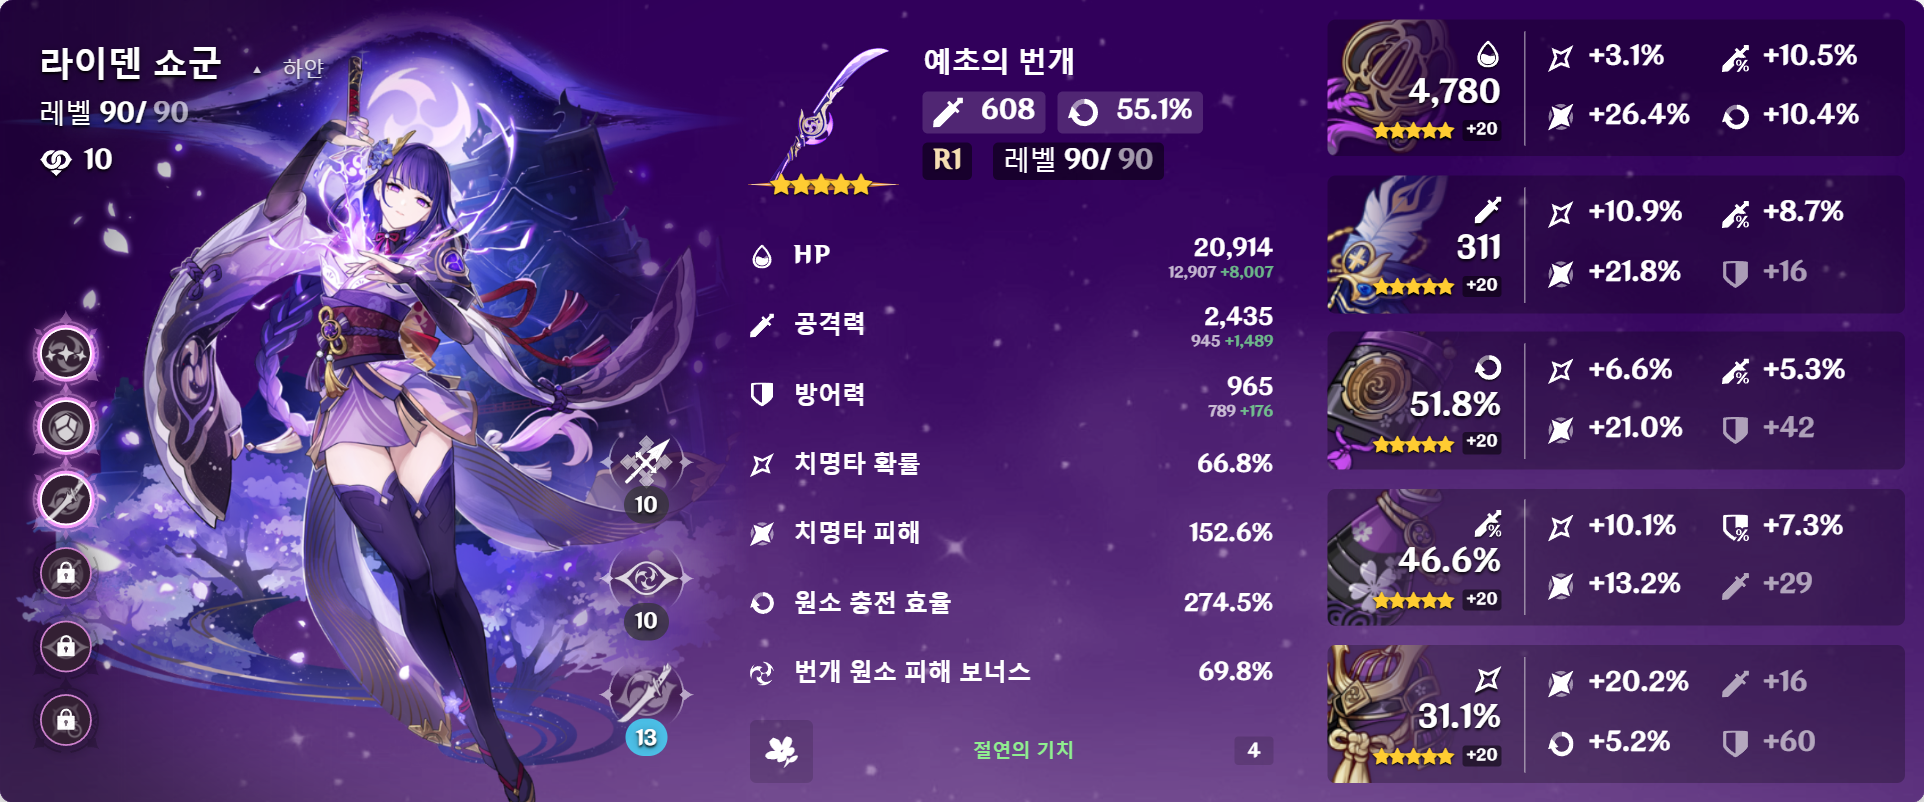 라이덴 쇼군 ▲ 하얀
레벨 90/ 90
10
10
10
13
예초의 번개
608 55.1%
R1 레벨 90/ 90
HP 20,914
12,907 +8,007
공격력 2,435
945 +1,489
방어력 965
789 +176
치명타 확률 66.8%
치명타 피해 152.6%
원소 충전 효율 274.5%
번개 원소 피해 보너스 69.8%
절연의 기치 4
4,780
+20
+3.1% +10.5%
+26.4% +10.4%
311
+20
+10.9% +8.7%
+21.8% +16
51.8%
+20
+6.6% +5.3%
+21.0% +42
46.6%
+20
+10.1% +7.3%
+13.2% +29
31.1%
+20
+20.2% +16
+5.2% +60